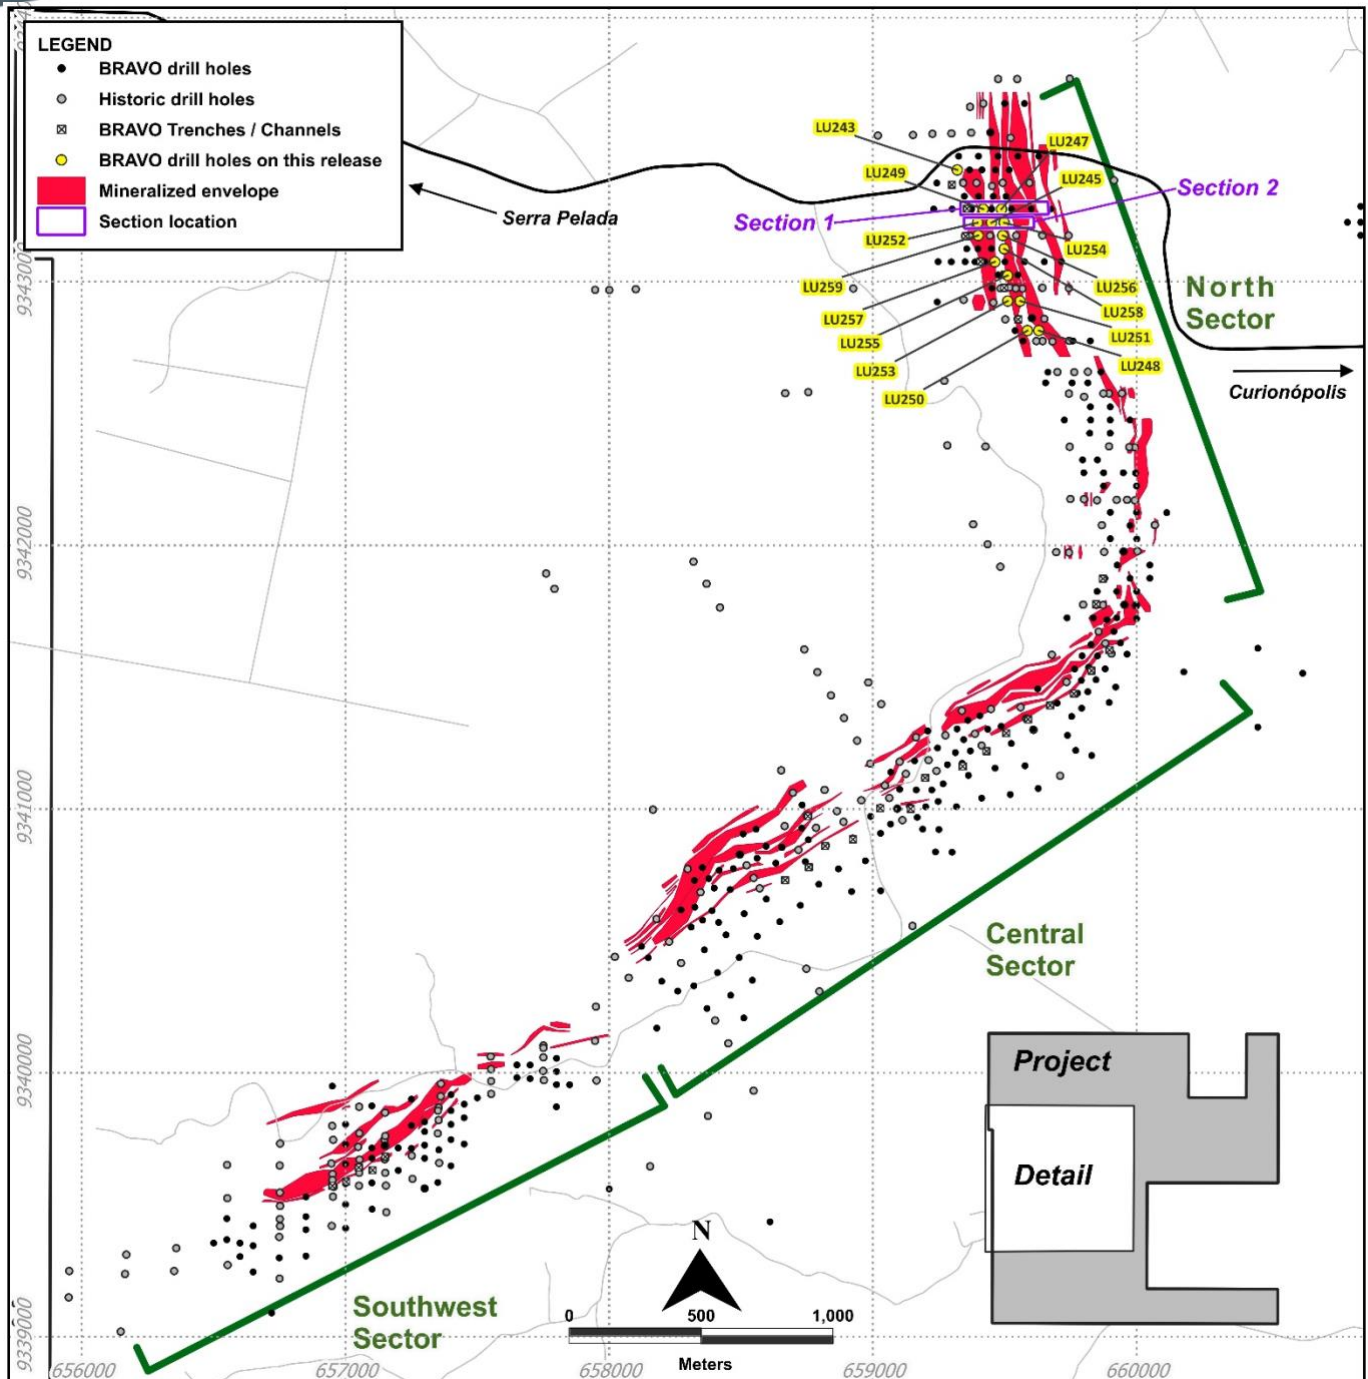 LEGEND
BRAVO drill holes
Historic drill holes
BRAVO Trenches / Channels
BRAVO drill holes on this release
Mineralized envelope
Section location
Serra Pelada
LU243
LU247
LU249
LU245
Section 2
Section 1
LU252
LU254
LU259
LU256
LU257
LU258
LU255
LU251
LU253
LU248
LU250
North
Sector
Curionópolis
Central
Sector
Southwest
Sector
Project
Detail
N
0 500 1,000
Meters
9343000
9342000
9341000
9340000
9339000
656000 657000 658000 659000 660000